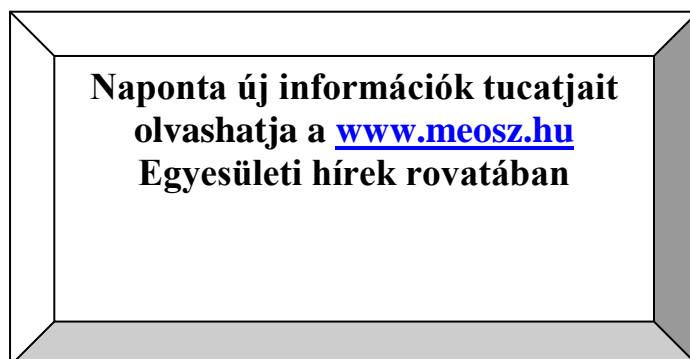 Naponta új információk tucatjait
olvashatja a www.meosz.hu
Egyesületi hírek rovatában